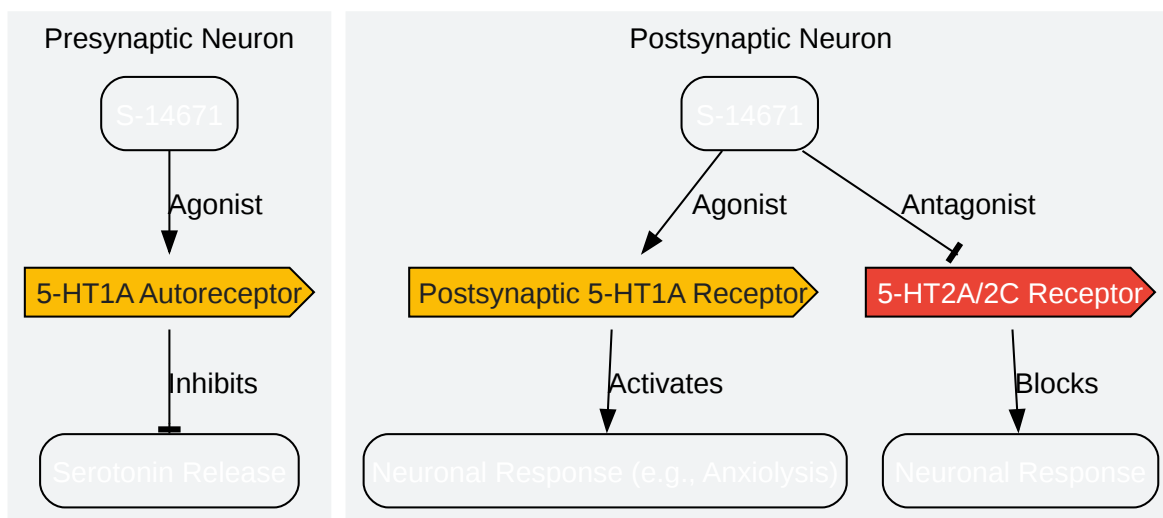 Presynaptic Neuron
S-14671
Agonist
5-HT1A Autoreceptor
Inhibits
Serotonin Release
Postsynaptic Neuron
S-14671
Agonist
Antagonist
Postsynaptic 5-HT1A Receptor
5-HT2A/2C Receptor
Activates
Blocks
Neuronal Response (e.g., Anxiolysis)
Neuronal Response